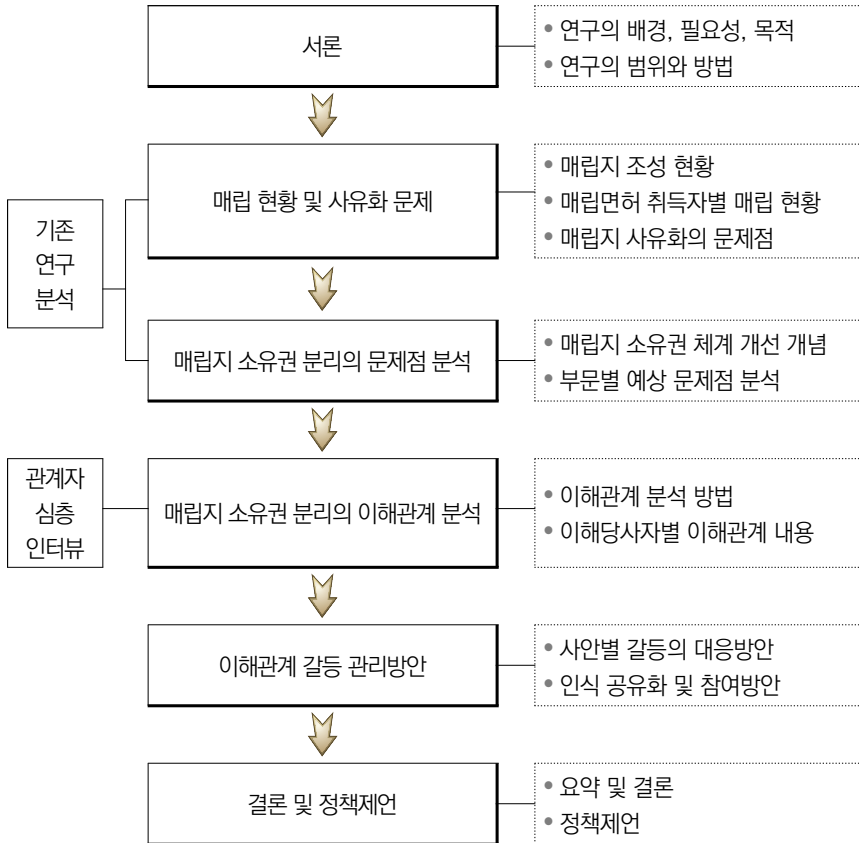 서론
• 연구의 배경, 필요성, 목적
• 연구의 범위와 방법
매립 현황 및 사유화 문제
• 매립지 조성 현황
• 매립면허 취득자별 매립 현황
• 매립지 사유화의 문제점
기존
연구
분석
매립지 소유권 분리의 문제점 분석
• 매립지 소유권 체계 개선 개념
• 부문별 예상 문제점 분석
관계자
심층
인터뷰
매립지 소유권 분리의 이해관계 분석
• 이해관계 분석 방법
• 이해당사자별 이해관계 내용
이해관계 갈등 관리방안
• 사안별 갈등의 대응방안
• 인식 공유화 및 참여방안
결론 및 정책제언
• 요약 및 결론
• 정책제언